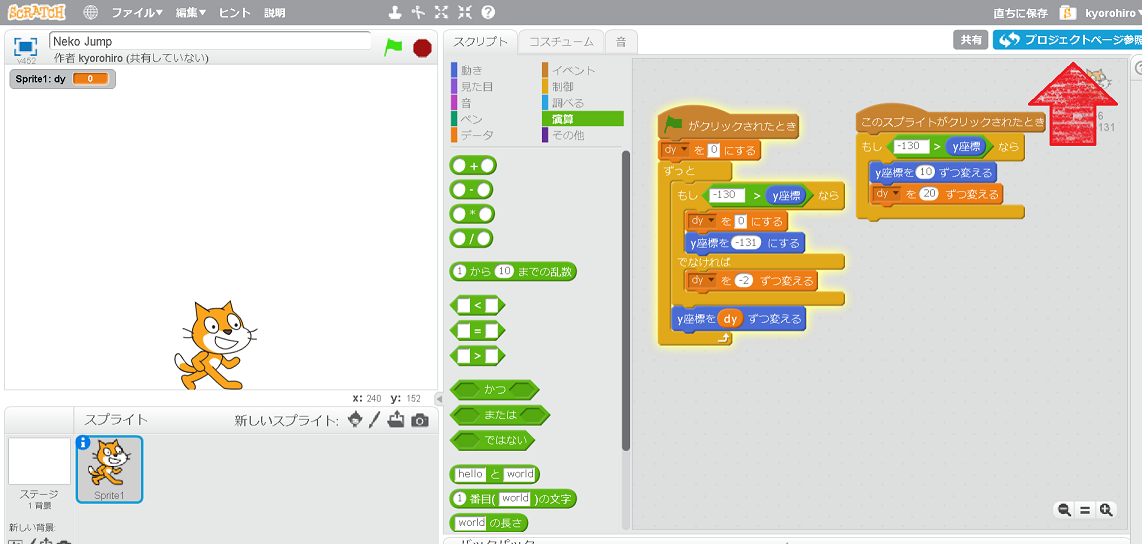 SCRATCH ファイル▼ 編集▼ ヒント 説明 直ちに保存 kyorohiro▼
v452 Neko Jump
作者 kyorohiro (共有していない)
Sprite1: dy 0
x: 240 y: 152
スプライト 新しいスプライト:
ステージ
1 背景
新しい背景:
Sprite1
スクリプト コスチューム 音
共有 プロジェクトページ参照
動き イベント
見た目 制御
音 調べる
ペン 演算
データ その他
+
-
*
/
1 から 10 までの乱数
<
=
>
かつ
または
ではない
hello と world
1 番目( world )の文字
world の長さ
がクリックされたとき
dy▼ を 0 にする
ずっと
もし -130 > y座標 なら
dy▼ を 0 にする
y座標を -131 にする
でなければ
dy▼ を -2 ずつ変える
y座標を dy ずつ変える
このスプライトがクリックされたとき
もし -130 > y座標 なら
y座標を 10 ずつ変える
dy▼ を 20 ずつ変える
6
131